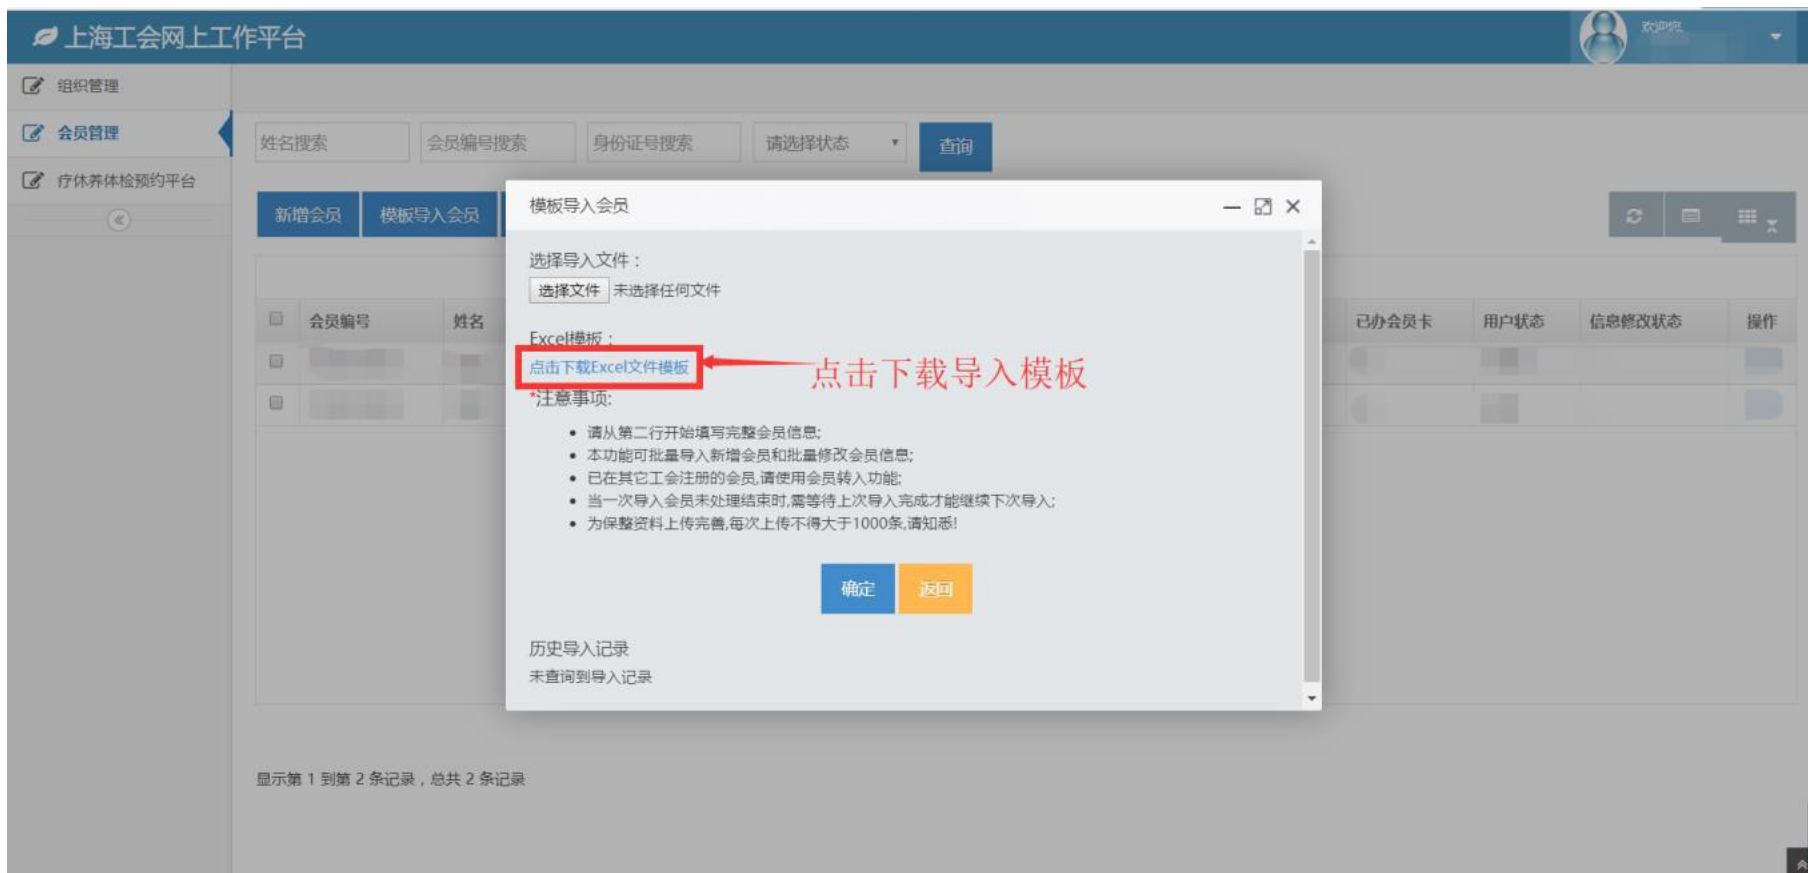 上海工会网上工作平台
欢迎您,
组织管理
会员管理
疗休养体检预约平台
姓名搜索 会员编号搜索 身份证号搜索 请选择状态 查询
新增会员 模板导入会员
模板导入会员
选择导入文件：
选择文件 未选择任何文件
会员编号 姓名 已办会员卡 用户状态 信息修改状态 操作
Excel模板：
点击下载Excel文件模板
点击下载导入模板
*注意事项:
• 请从第二行开始填写完整会员信息;
• 本功能可批量导入新增会员和批量修改会员信息;
• 已在其它工会注册的会员,请使用会员转入功能;
• 当一次导入会员未处理结束时,需等待上次导入完成才能继续下次导入;
• 为保整资料上传完善,每次上传不得大于1000条,请知悉!
确定 返回
历史导入记录
未查询到导入记录
显示第 1 到第 2 条记录，总共 2 条记录